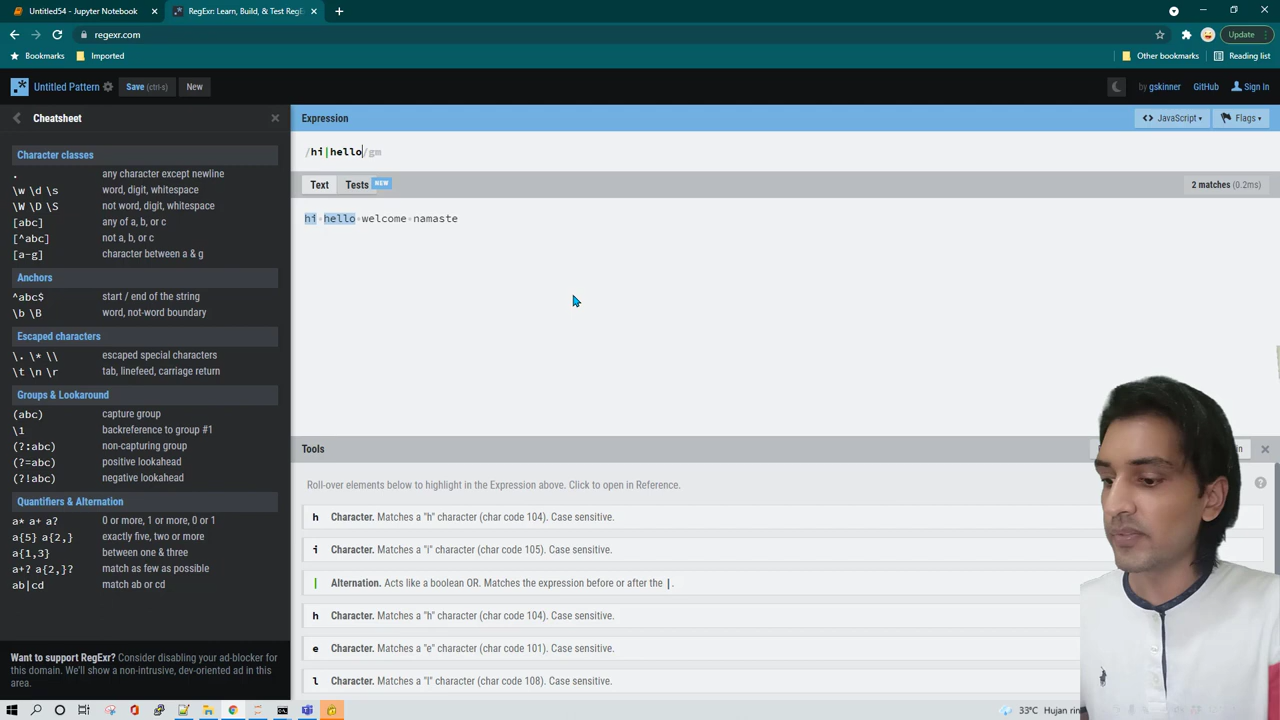 Untitled54 - Jupyter Notebook
RegExr: Learn, Build, & Test RegE
regexr.com
Update
Bookmarks
Imported
Other bookmarks
Reading list
Untitled Pattern
Save (ctrl-s)
New
by gskinner
GitHub
Sign In
Cheatsheet
Character classes
. any character except newline
\w \d \s word, digit, whitespace
\W \D \S not word, digit, whitespace
[abc] any of a, b, or c
[^abc] not a, b, or c
[a-g] character between a & g
Anchors
^abc$ start / end of the string
\b \B word, not-word boundary
Escaped characters
\. \* \\ escaped special characters
\t \n \r tab, linefeed, carriage return
Groups & Lookaround
(abc) capture group
\1 backreference to group #1
(?:abc) non-capturing group
(?=abc) positive lookahead
(?!abc) negative lookahead
Quantifiers & Alternation
a* a+ a? 0 or more, 1 or more, 0 or 1
a{5} a{2,} exactly five, two or more
a{1,3} between one & three
a+? a{2,}? match as few as possible
ab|cd match ab or cd
Want to support RegExr? Consider disabling your ad-blocker for
this domain. We'll show a non-intrusive, dev-oriented ad in this
area.
Expression
<> JavaScript
Flags
/hi|hello/gm
Text
Tests NEW
2 matches (0.2ms)
hi hello welcome namaste
Tools
Roll-over elements below to highlight in the Expression above. Click to open in Reference.
h Character. Matches a "h" character (char code 104). Case sensitive.
i Character. Matches a "i" character (char code 105). Case sensitive.
| Alternation. Acts like a boolean OR. Matches the expression before or after the |.
h Character. Matches a "h" character (char code 104). Case sensitive.
e Character. Matches a "e" character (char code 101). Case sensitive.
l Character. Matches a "l" character (char code 108). Case sensitive.
33°C Hujan rin